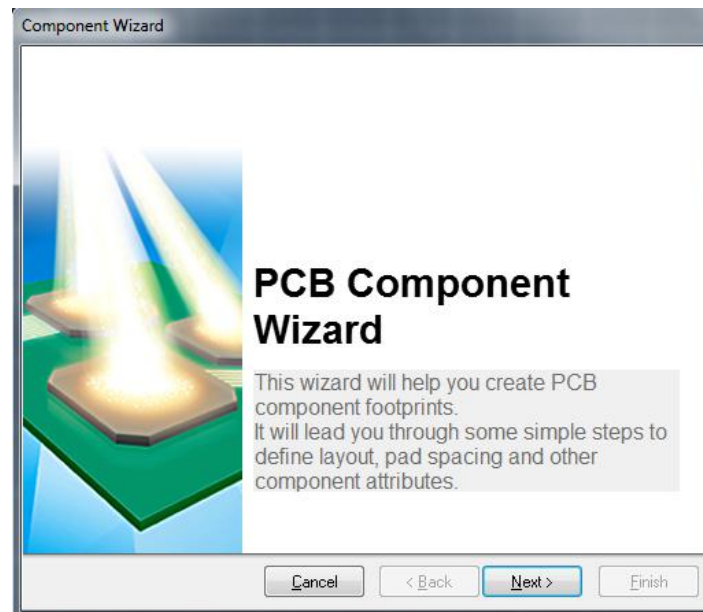 Component Wizard
PCB Component
Wizard
This wizard will help you create PCB
component footprints.
It will lead you through some simple steps to
define layout, pad spacing and other
component attributes.
Cancel
< Back
Next >
Finish